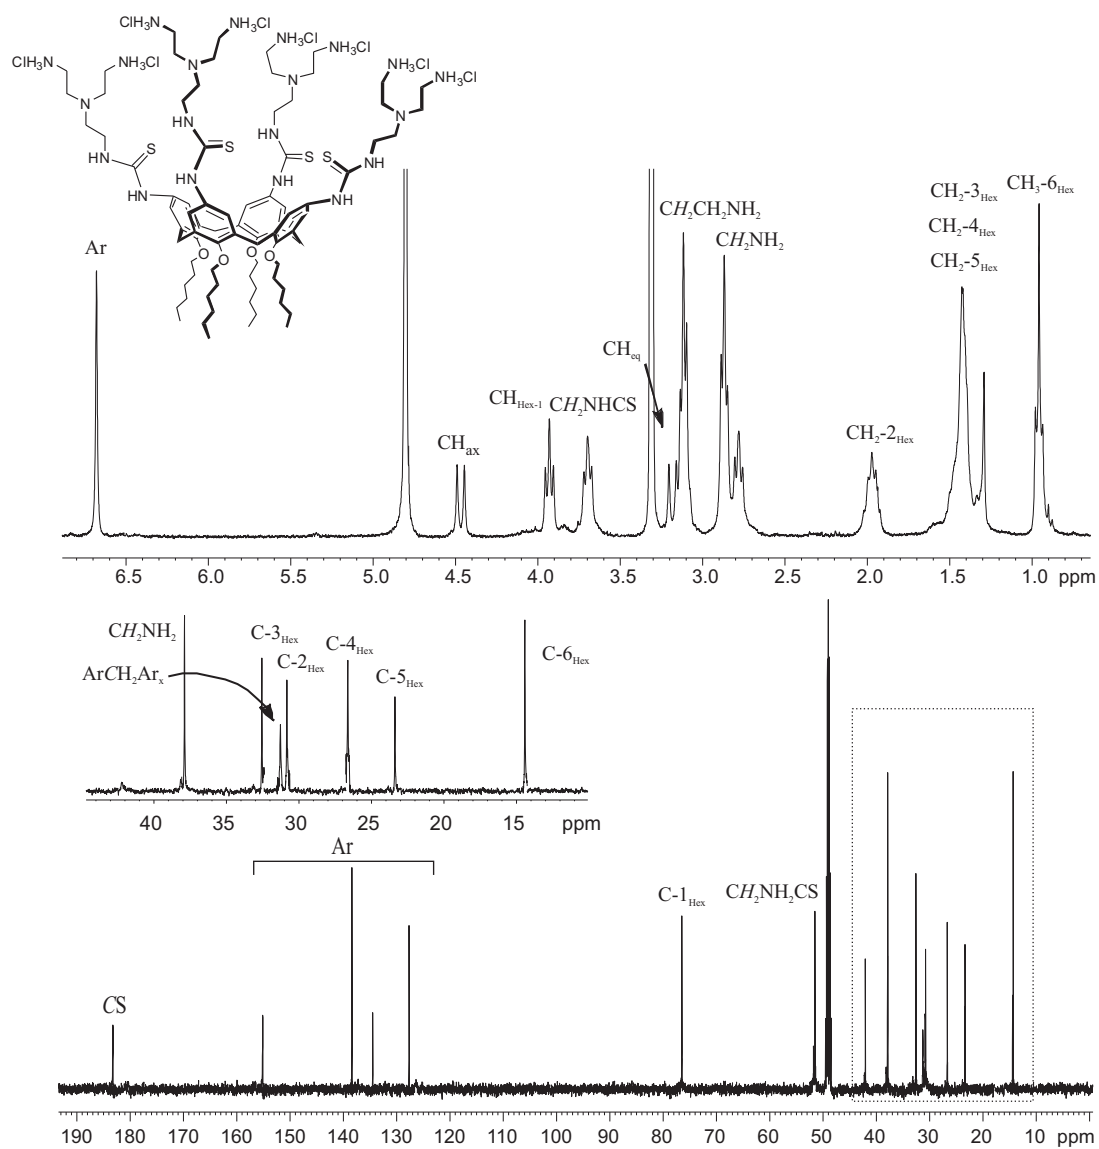 ClH₃N NH₃Cl
NH₃Cl
NH₃Cl
ClH₃N NH₃Cl
NH₃Cl
NH₃Cl
N
N
N
N
HN
HN
S
S
S
NH
HN
S
HN
HN
NH
NH
O
O
O
O
Ar
CHax
CHHex-1
CH₂NHCS
CHeq
CH₂CH₂NH₂
CH₂NH₂
CH₂-2Hex
CH₂-3Hex
CH₂-4Hex
CH₂-5Hex
CH₃-6Hex
6.5 6.0 5.5 5.0 4.5 4.0 3.5 3.0 2.5 2.0 1.5 1.0 ppm
CH₂NH₂
ArCH₂Arx
C-3Hex
C-2Hex
C-4Hex
C-5Hex
C-6Hex
40 35 30 25 20 15 ppm
Ar
CS
C-1Hex
CH₂NH₂CS
190 180 170 160 150 140 130 120 110 100 90 80 70 60 50 40 30 20 10 ppm